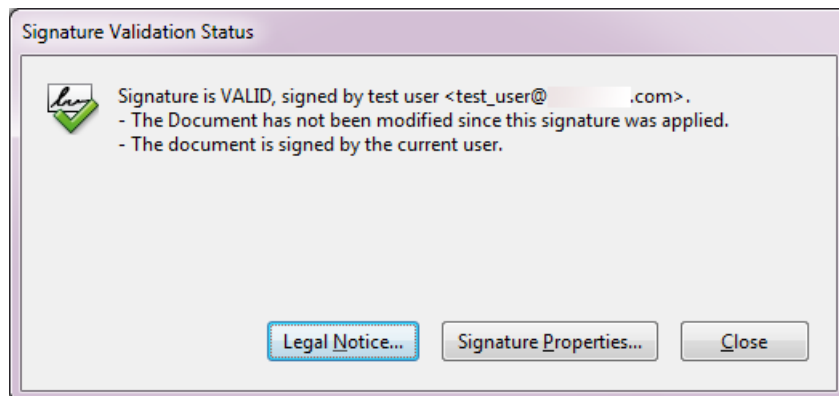 Signature Validation Status
Signature is VALID, signed by test user <test_user@ .com>.
- The Document has not been modified since this signature was applied.
- The document is signed by the current user.
Legal Notice... Signature Properties... Close